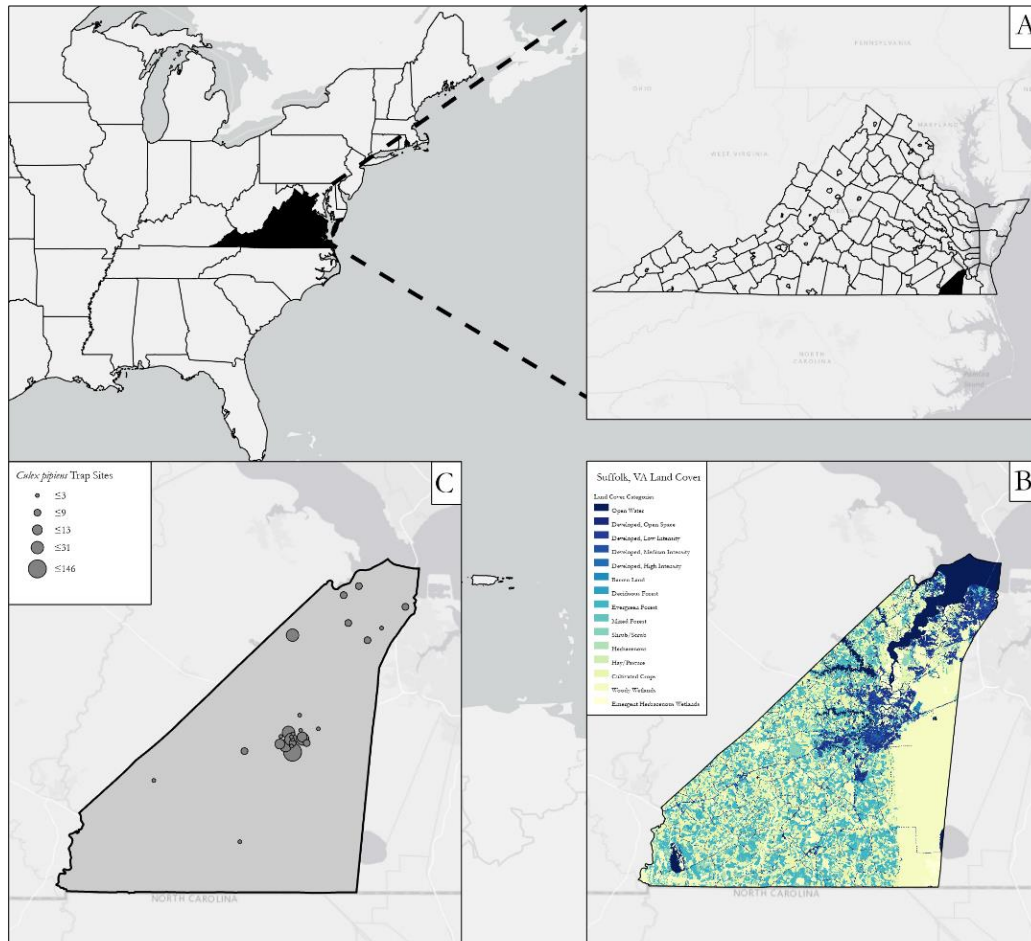 A
PENNSYLVANIA
OHIO
MARYLAND
WEST VIRGINIA
NORTH
CAROLINA
Culex pipiens Trap Sites
≤3
≤9
≤13
≤31
≤146
C
NORTH CAROLINA
Suffolk, VA Land Cover
B
Land Cover Categories
Open Water
Developed, Open Space
Developed, Low Intensity
Developed, Medium Intensity
Developed, High Intensity
Barren Land
Deciduous Forest
Evergreen Forest
Mixed Forest
Shrub/Scrub
Herbaceous
Hay/Pasture
Cultivated Crops
Woody Wetlands
Emergent Herbaceous Wetlands
NORTH CAROLINA